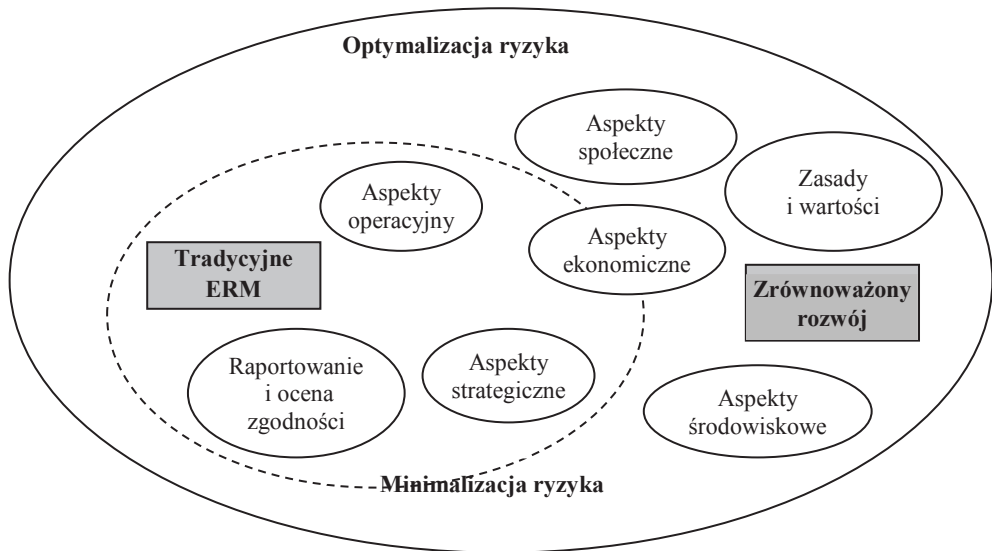 Optymalizacja ryzyka
Aspekty
społeczne
Zasady
i wartości
Aspekty
operacyjny
Aspekty
ekonomiczne
Tradycyjne
ERM
Zrównoważony
rozwój
Raportowanie
i ocena
zgodności
Aspekty
strategiczne
Aspekty
środowiskowe
Minimalizacja ryzyka